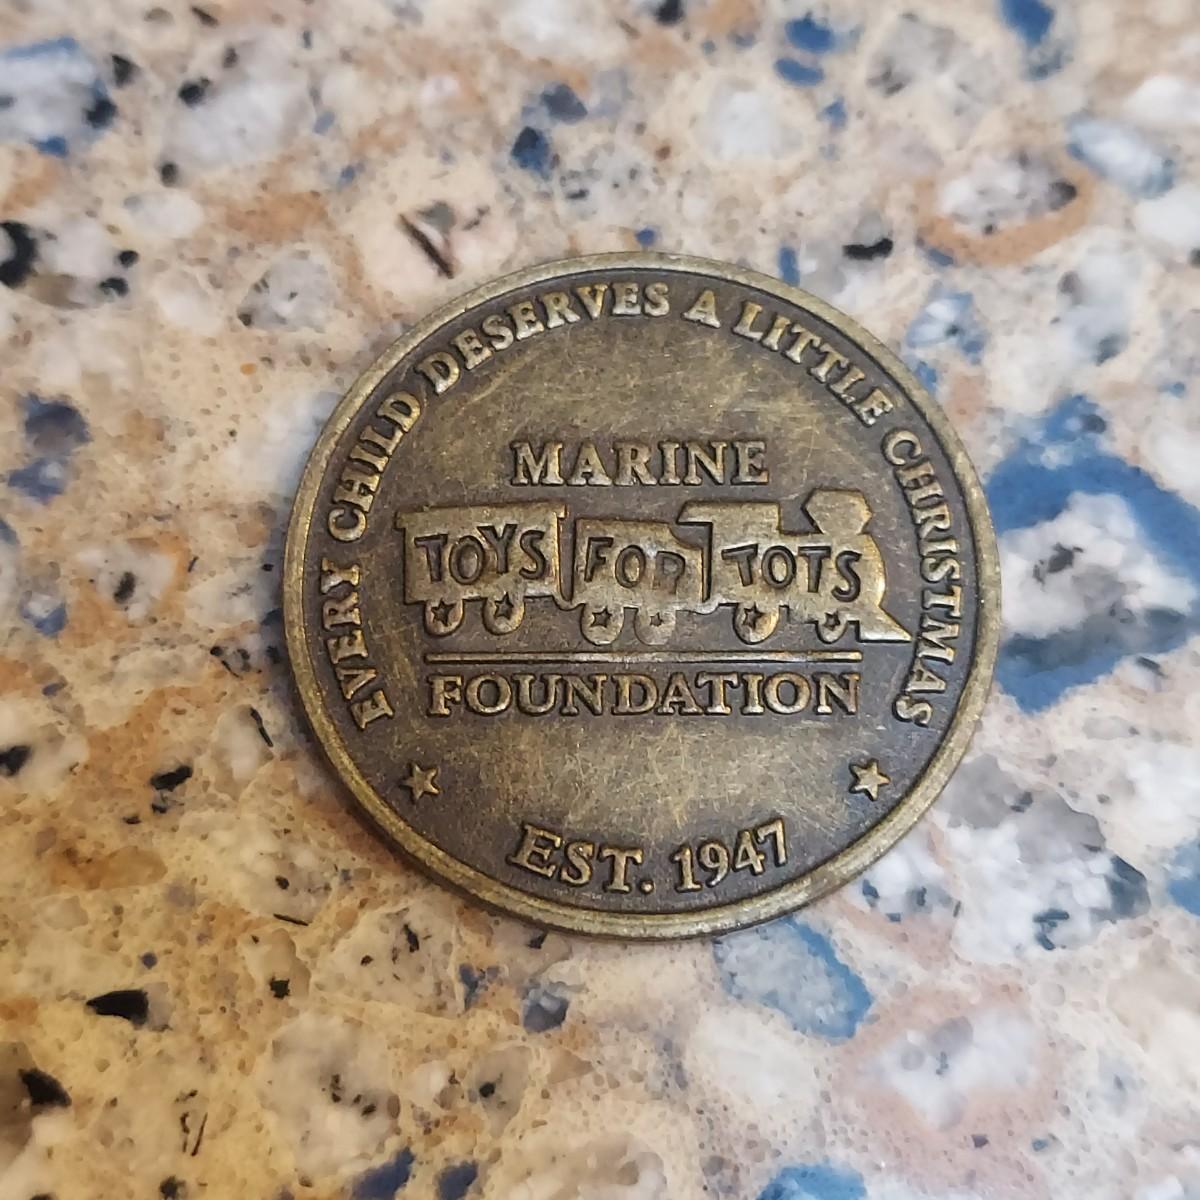 EVERY CHILD DESERVES A LITTLE CHRISTMAS
MARINE
TOYS FOR TOTS
FOUNDATION
EST. 1947